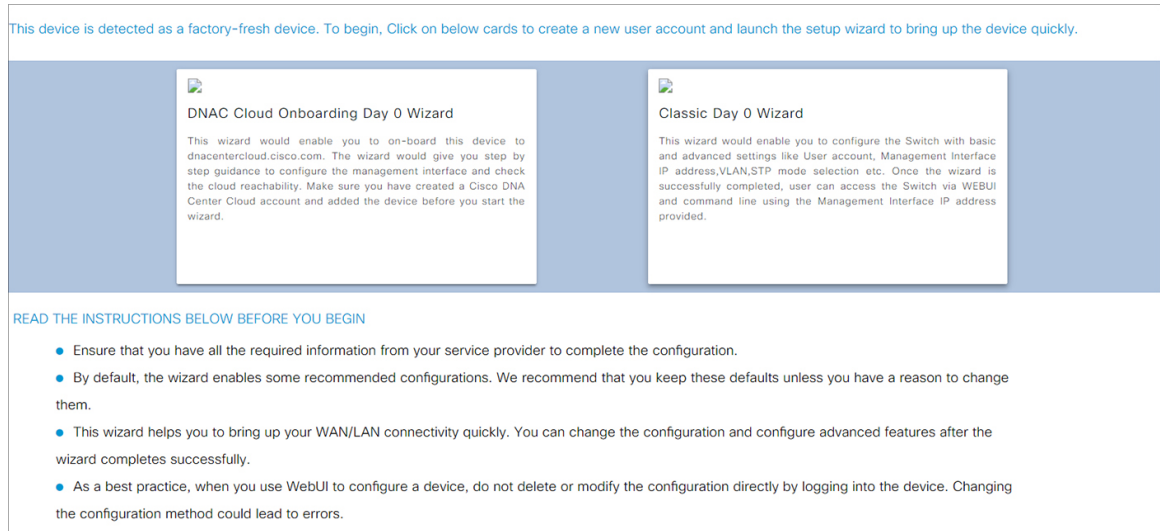 This device is detected as a factory-fresh device. To begin, Click on below cards to create a new user account and launch the setup wizard to bring up the device quickly.
DNAC Cloud Onboarding Day 0 Wizard
This wizard would enable you to on-board this device to
dnacentercloud.cisco.com. The wizard would give you step by
step guidance to configure the management interface and check
the cloud reachability. Make sure you have created a Cisco DNA
Center Cloud account and added the device before you start the
wizard.
Classic Day 0 Wizard
This wizard would enable you to configure the Switch with basic
and advanced settings like User account, Management Interface
IP address,VLAN,STP mode selection etc. Once the wizard is
successfully completed, user can access the Switch via WEBUI
and command line using the Management Interface IP address
provided.
READ THE INSTRUCTIONS BELOW BEFORE YOU BEGIN
Ensure that you have all the required information from your service provider to complete the configuration.
By default, the wizard enables some recommended configurations. We recommend that you keep these defaults unless you have a reason to change
them.
This wizard helps you to bring up your WAN/LAN connectivity quickly. You can change the configuration and configure advanced features after the
wizard completes successfully.
As a best practice, when you use WebUI to configure a device, do not delete or modify the configuration directly by logging into the device. Changing
the configuration method could lead to errors.